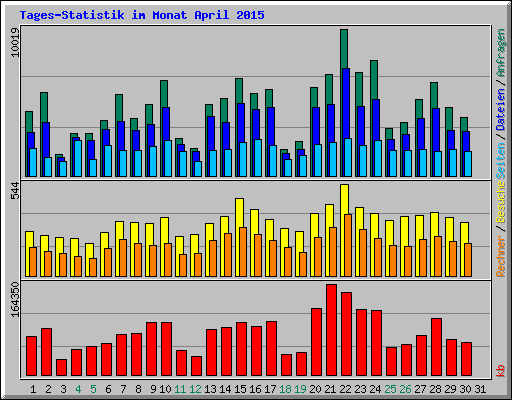 Tages-Statistik im Monat April 2015
10019
544
164350
Rechner / Besuche Seiten / Dateien / Anfragen
kb
1 2 3 4 5 6 7 8 9 10 11 12 13 14 15 16 17 18 19 20 21 22 23 24 25 26 27 28 29 30 31